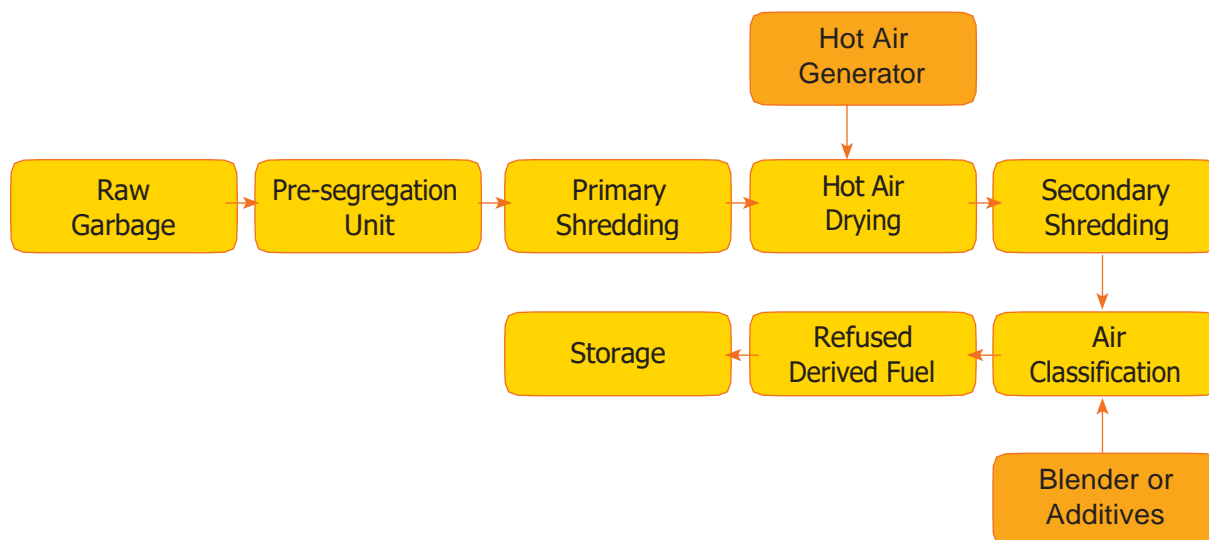 Hot Air
Generator
Raw
Garbage
Pre-segregation
Unit
Primary
Shredding
Hot Air
Drying
Secondary
Shredding
Storage
Refused
Derived Fuel
Air
Classification
Blender or
Additives